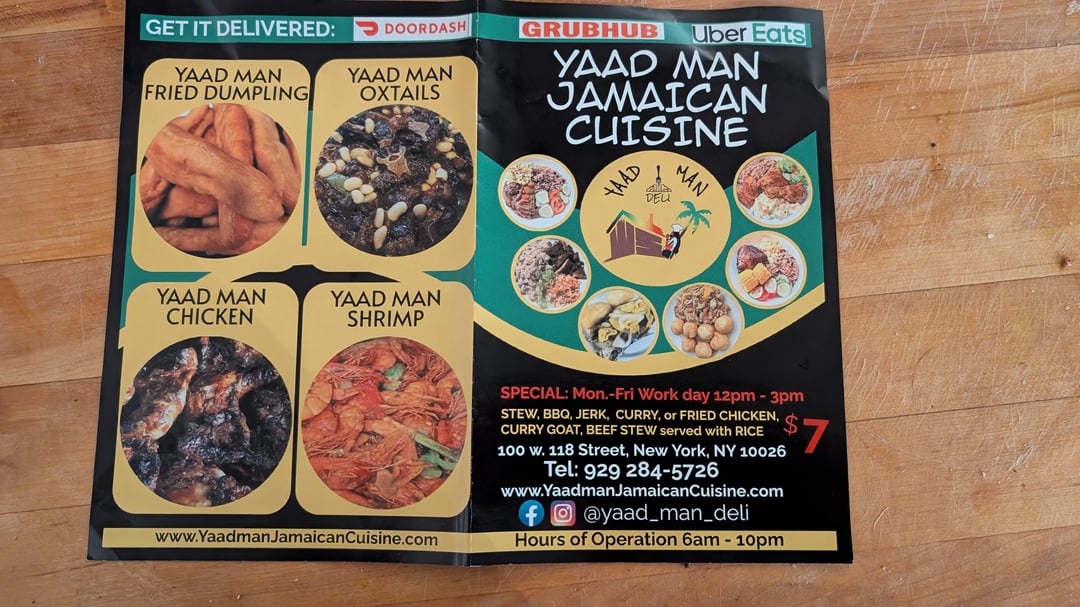 GET IT DELIVERED: DOORDASH
YAAD MAN
FRIED DUMPLING
YAAD MAN
OXTAILS
YAAD MAN
CHICKEN
YAAD MAN
SHRIMP
www.YaadmanJamaicanCuisine.com
GRUBHUB Uber Eats
YAAD MAN
JAMAICAN
CUISINE
YAAD MAN
DELI
SPECIAL: Mon.-Fri Work day 12pm - 3pm
STEW, BBQ, JERK, CURRY, or FRIED CHICKEN,
CURRY GOAT, BEEF STEW served with RICE $7
100 w. 118 Street, New York, NY 10026
Tel: 929 284-5726
www.YaadmanJamaicanCuisine.com
@yaad_man_deli
Hours of Operation 6am - 10pm